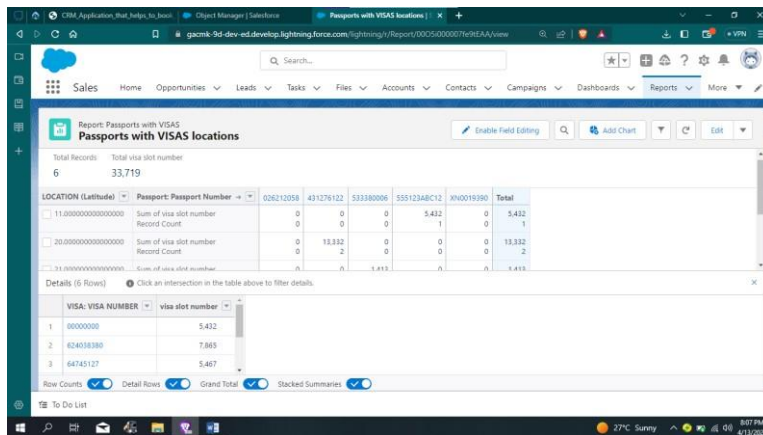 CRM_Application_that_helps_to_book
Object Manager | Salesforce
Passports with VISAS locations |
gacmk-9d-dev-ed.develop.lightning.force.com/lightning/r/Report/00O5i000007fe9tEAA/view
VPN
Search...
Sales Home Opportunities Leads Tasks Files Accounts Contacts Campaigns Dashboards Reports More
Report: Passports with VISAS
Passports with VISAS locations
Enable Field Editing
Add Chart
Edit
Total Records Total visa slot number
6 33,719
LOCATION (Latitude) Passport: Passport Number → 026212058 431276122 533380006 555123ABC12 XN0019390 Total
11.000000000000000 Sum of visa slot number 0 0 0 5,432 0 5,432
Record Count 0 0 0 1 0 1
20.000000000000000 Sum of visa slot number 0 13,332 0 0 0 13,332
Record Count 0 2 0 0 0 2
21.000000000000000 Sum of visa slot number 0 0 1,413 0 0 1,413
Details (6 Rows) Click an intersection in the table above to filter details.
VISA: VISA NUMBER visa slot number
1 00000000 5,432
2 624038380 7,865
3 64745127 5,467
Row Counts Detail Rows Grand Total Stacked Summaries
To Do List
27°C Sunny
8:07 PM